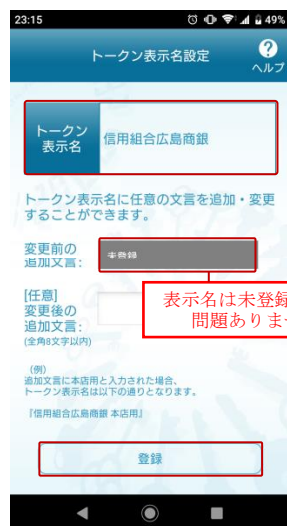 23:15
49%
トークン表示名設定
ヘルプ
トークン
表示名
信用組合広島商銀
トークン表示名に任意の文言を追加・変更
することができます。
変更前の
追加文言:
未登録
表示名は未登録
問題ありま
[任意]
変更後の
追加文言:
(全角8文字以内)
(例)
追加文言に本店用と入力された場合、
トークン表示名は以下の通りとなります。
『信用組合広島商銀 本店用』
登録